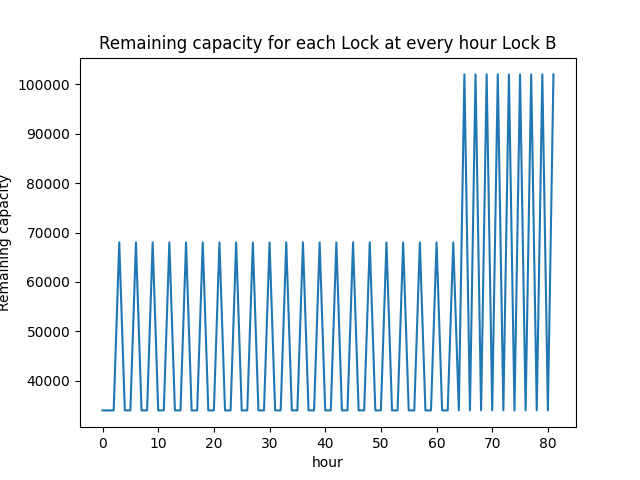 Remaining capacity for each Lock at every hour Lock B
100000
90000
80000
70000
60000
50000
40000
Remaining capacity
0 10 20 30 40 50 60 70 80
hour